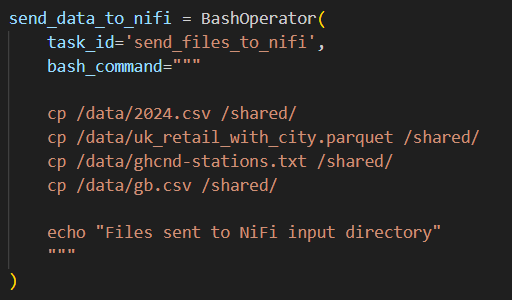 send_data_to_nifi = BashOperator(
    task_id='send_files_to_nifi',
    bash_command="""
    cp /data/2024.csv /shared/
    cp /data/uk_retail_with_city.parquet /shared/
    cp /data/ghcnd-stations.txt /shared/
    cp /data/gb.csv /shared/
    echo "Files sent to NiFi input directory"
    """
)